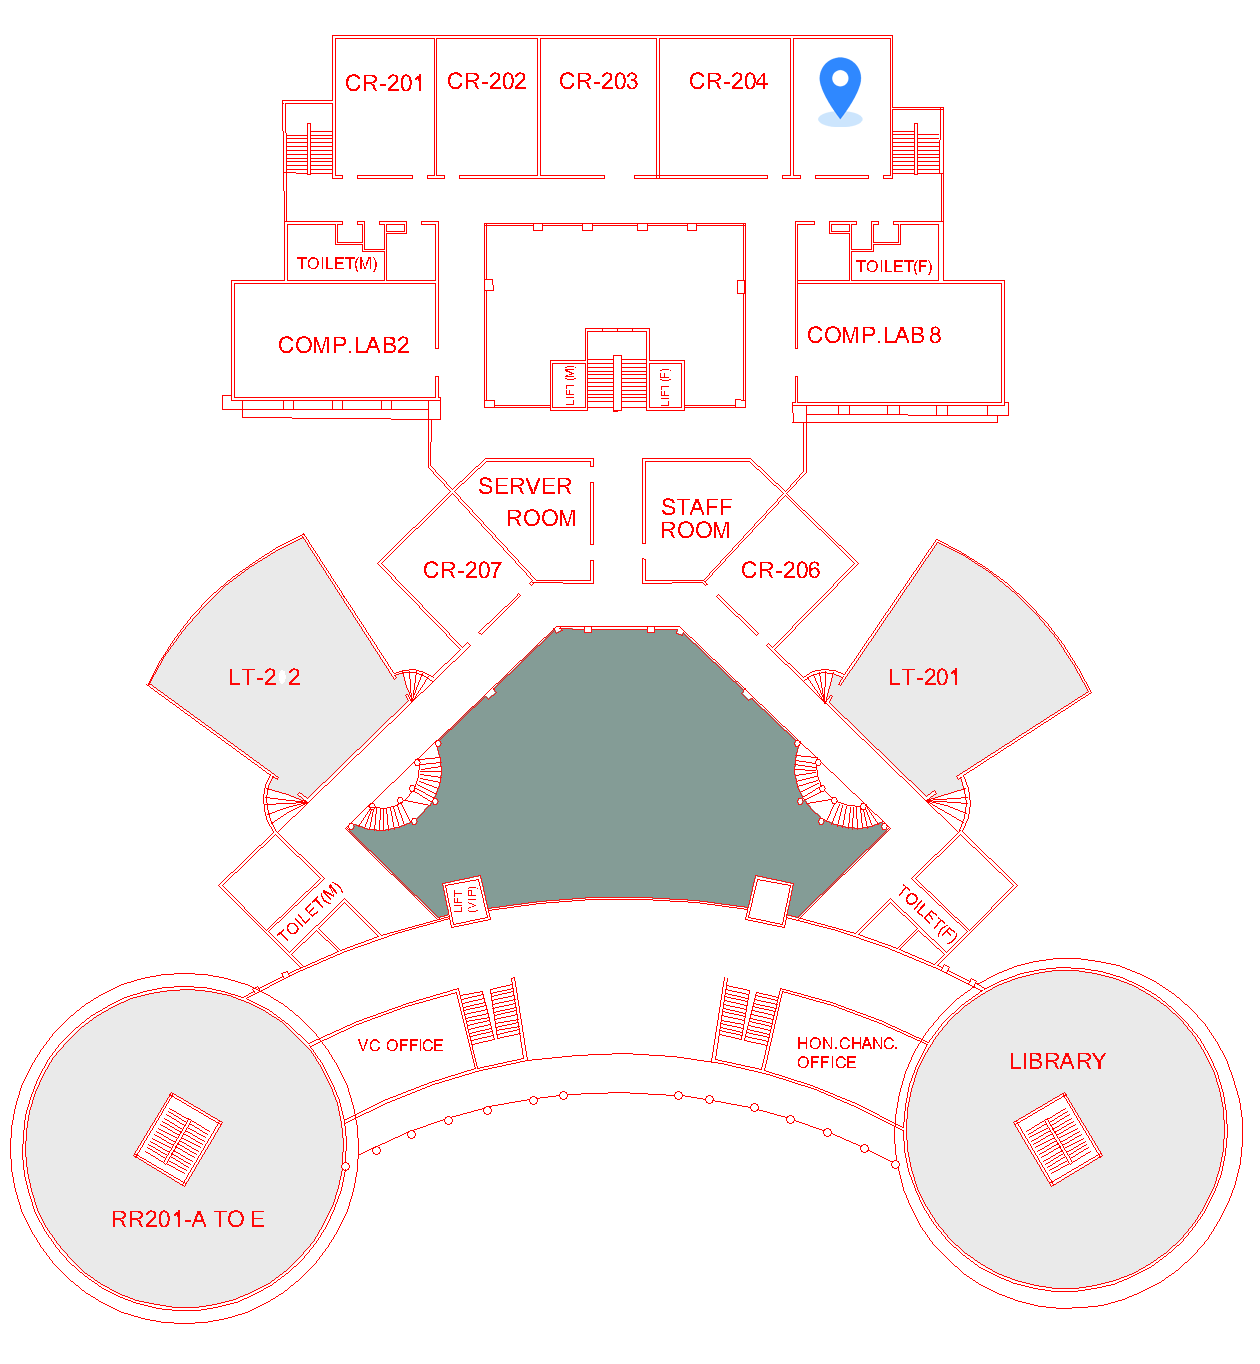 CR-201
CR-202
CR-203
CR-204
TOILET(M)
TOILET(F)
COMP.LAB2
COMP.LAB 8
LIFT(M)
LIFT(F)
SERVER
ROOM
STAFF
ROOM
CR-207
CR-206
LT-2 2
LT-201
LIFT
(VIP)
TOILET(M)
TOILET(F)
VC OFFICE
HON.CHANC.
OFFICE
LIBRARY
RR201-A TO E